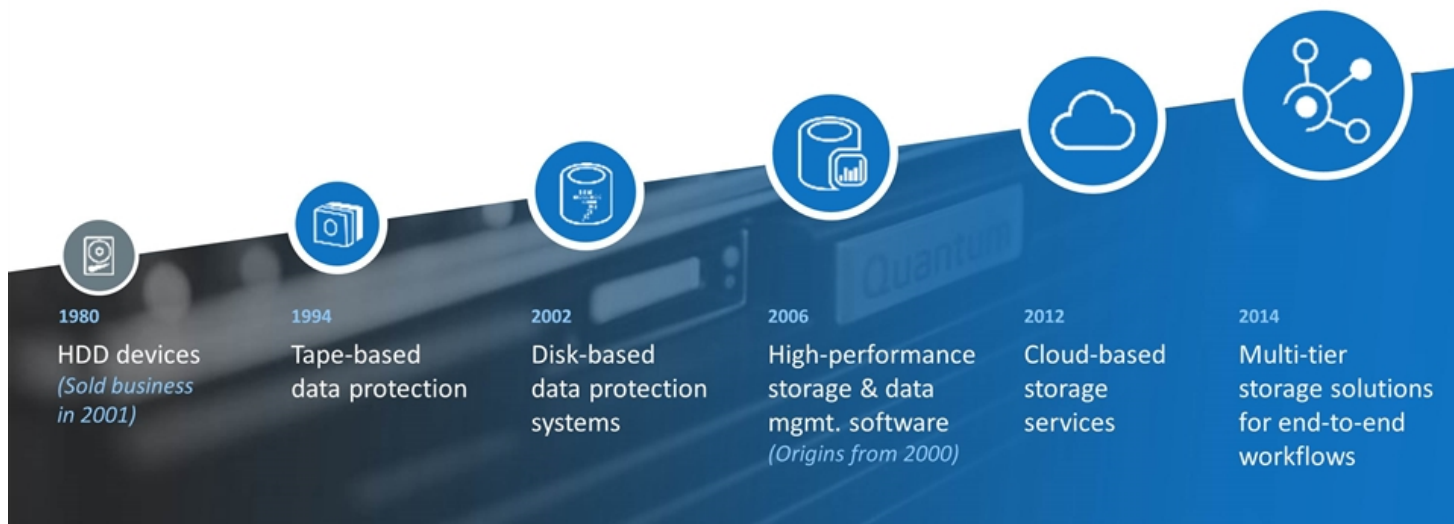 Quantum
1980
HDD devices
(Sold business
in 2001)
1994
Tape-based
data protection
2002
Disk-based
data protection
systems
2006
High-performance
storage & data
mgmt. software
(Origins from 2000)
2012
Cloud-based
storage
services
2014
Multi-tier
storage solutions
for end-to-end
workflows